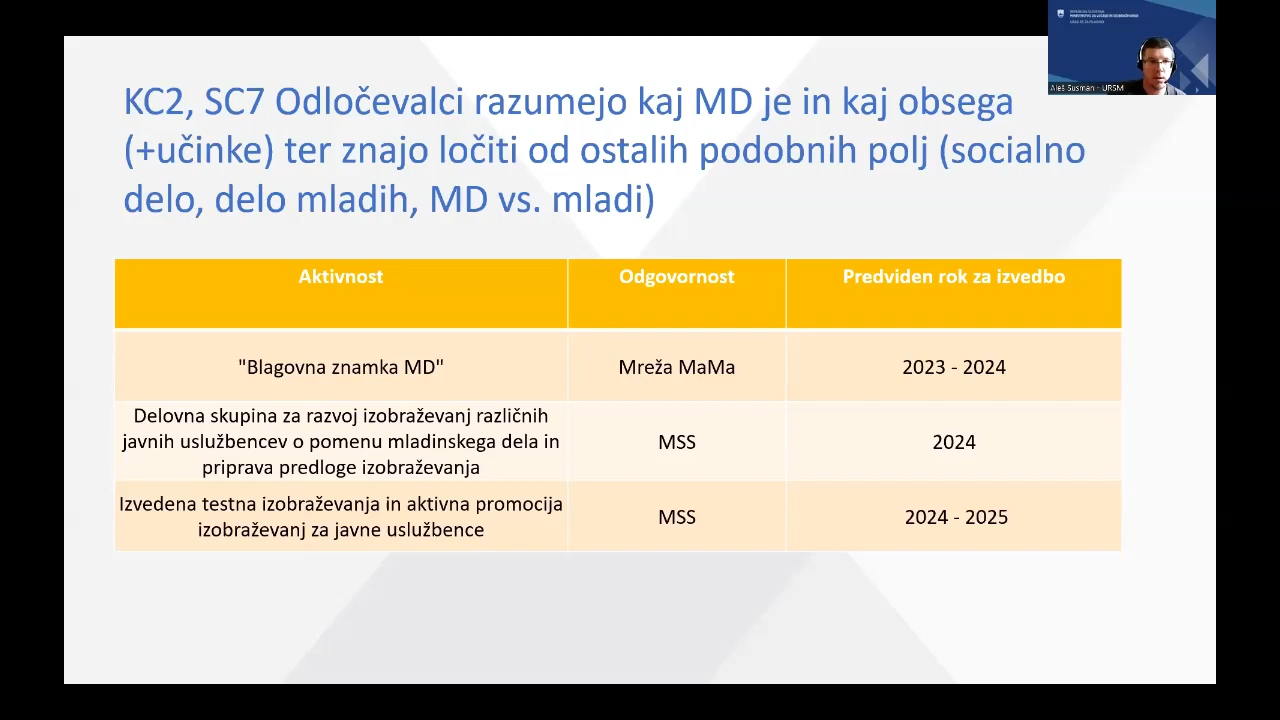 REPUBLIKA SLOVENIJA
KC2, SC7 Odločevalci razumejo kaj MD je in kaj obsega
(+učinke) ter znajo ločiti od ostalih podobnih polj (socialno
delo, delo mladih, MD vs. mladi)
Aleš Susman - URSM
Aktivnost
Odgovornost
Predviden rok za izvedbo
"Blagovna znamka MD"
Mreža MaMa
2023 - 2024
Delovna skupina za razvoj izobraževanj različnih
javnih uslužbencev o pomenu mladinskega dela in
priprava predloge izobraževanja
MSS
2024
Izvedena testna izobraževanja in aktivna promocija
izobraževanj za javne uslužbence
MSS
2024 - 2025